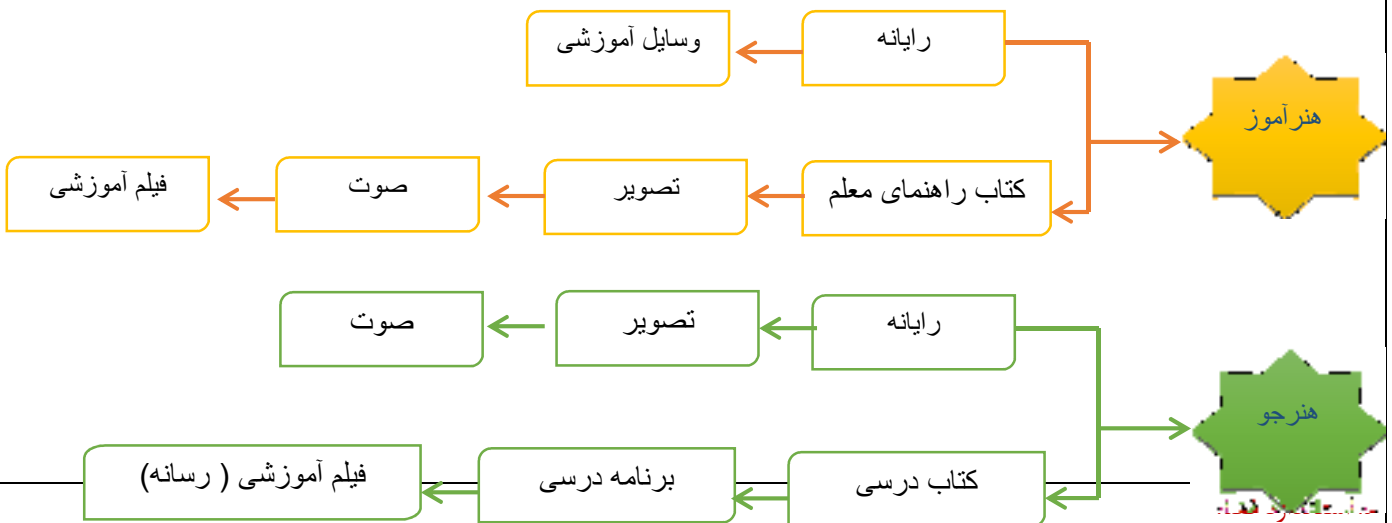 رایانه
وسایل آموزشی
هنرآموز
کتاب راهنمای معلم
تصویر
صوت
فیلم آموزشی
رایانه
تصویر
صوت
هنرجو
کتاب درسی
برنامه درسی
فیلم آموزشی ( رسانه)